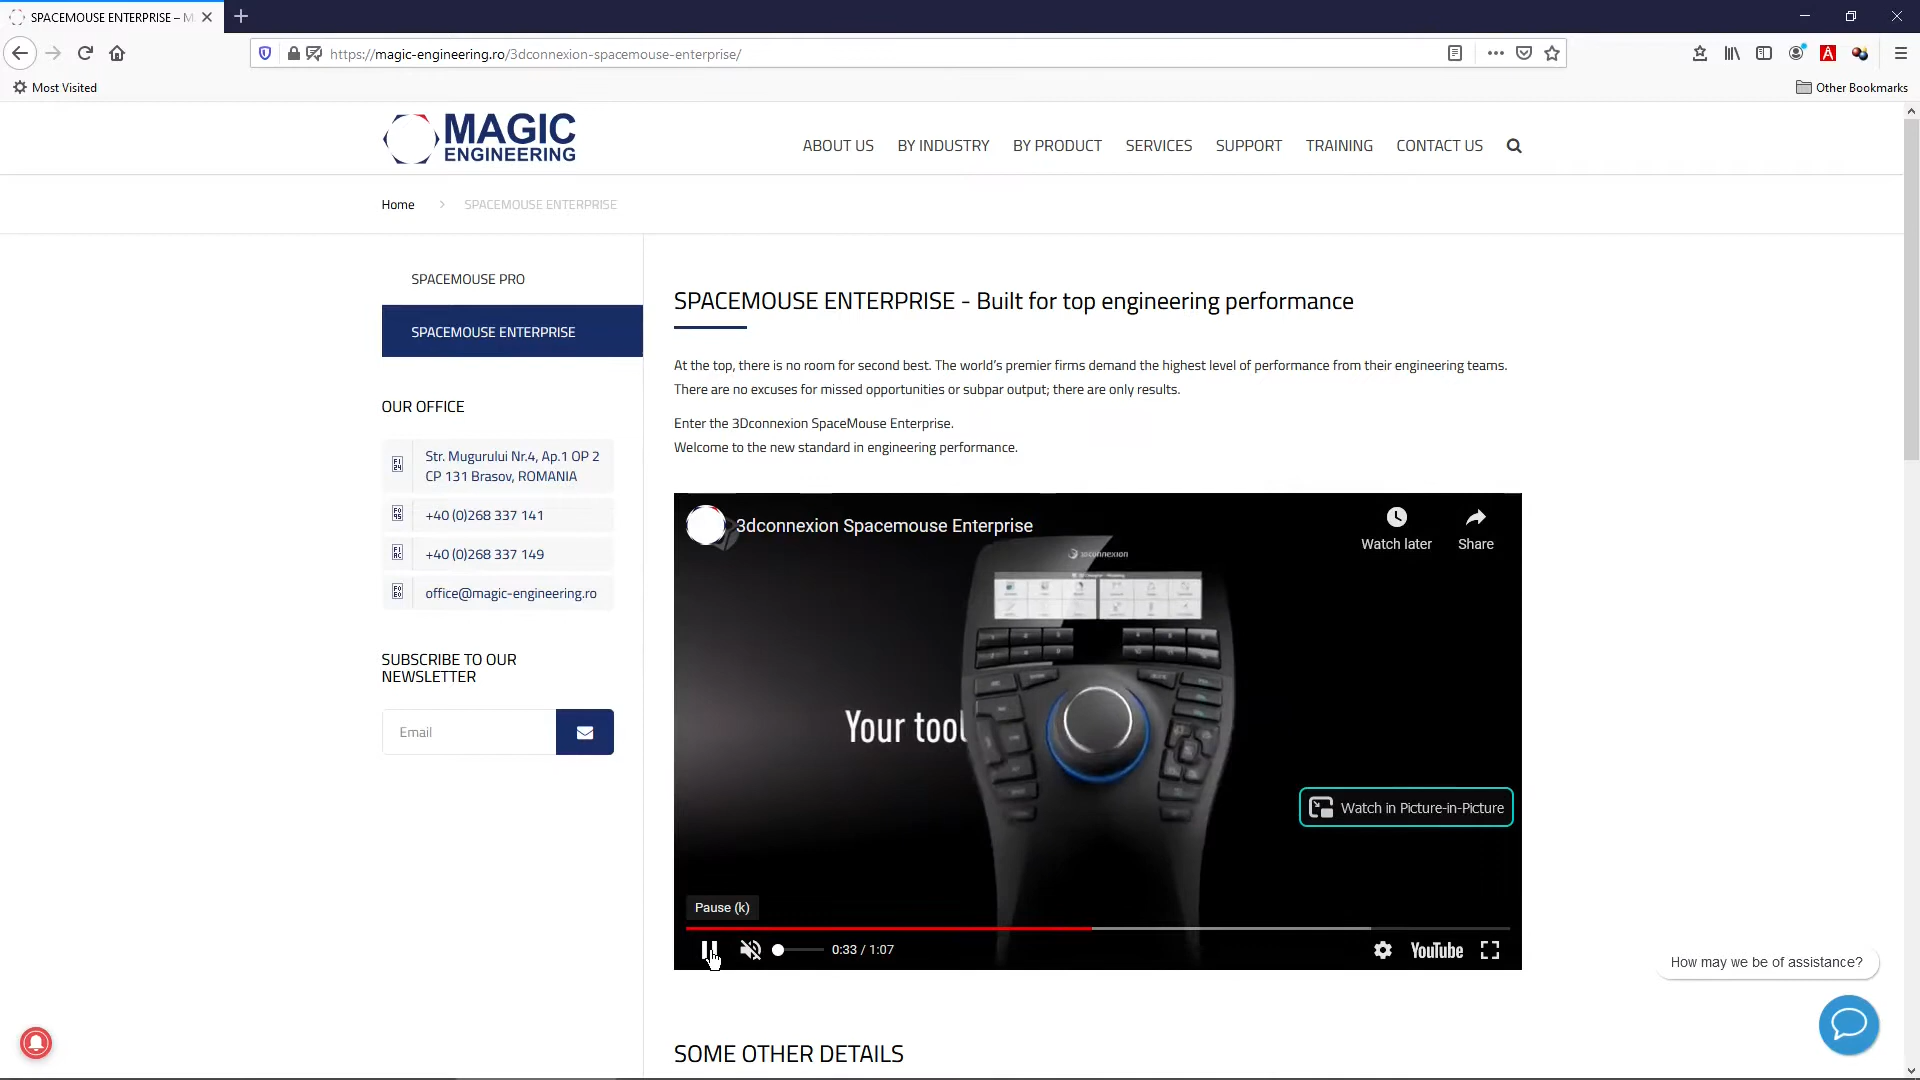 SPACEMOUSE ENTERPRISE – M
https://magic-engineering.ro/3dconnexion-spacemouse-enterprise/
Most Visited
Other Bookmarks
MAGIC
ENGINEERING
ABOUT US
BY INDUSTRY
BY PRODUCT
SERVICES
SUPPORT
TRAINING
CONTACT US
Home
SPACEMOUSE ENTERPRISE
SPACEMOUSE PRO
SPACEMOUSE ENTERPRISE
OUR OFFICE
Str. Mugurului Nr.4, Ap.1 OP 2
CP 131 Brasov, ROMANIA
+40 (0)268 337 141
+40 (0)268 337 149
office@magic-engineering.ro
SUBSCRIBE TO OUR
NEWSLETTER
Email
SPACEMOUSE ENTERPRISE - Built for top engineering performance
At the top, there is no room for second best. The world’s premier firms demand the highest level of performance from their engineering teams.
There are no excuses for missed opportunities or subpar output; there are only results.
Enter the 3Dconnexion SpaceMouse Enterprise.
Welcome to the new standard in engineering performance.
3dconnexion Spacemouse Enterprise
Watch later
Share
3Dconnexion
Your tool
Watch in Picture-in-Picture
Pause (k)
0:33 / 1:07
YouTube
How may we be of assistance?
SOME OTHER DETAILS